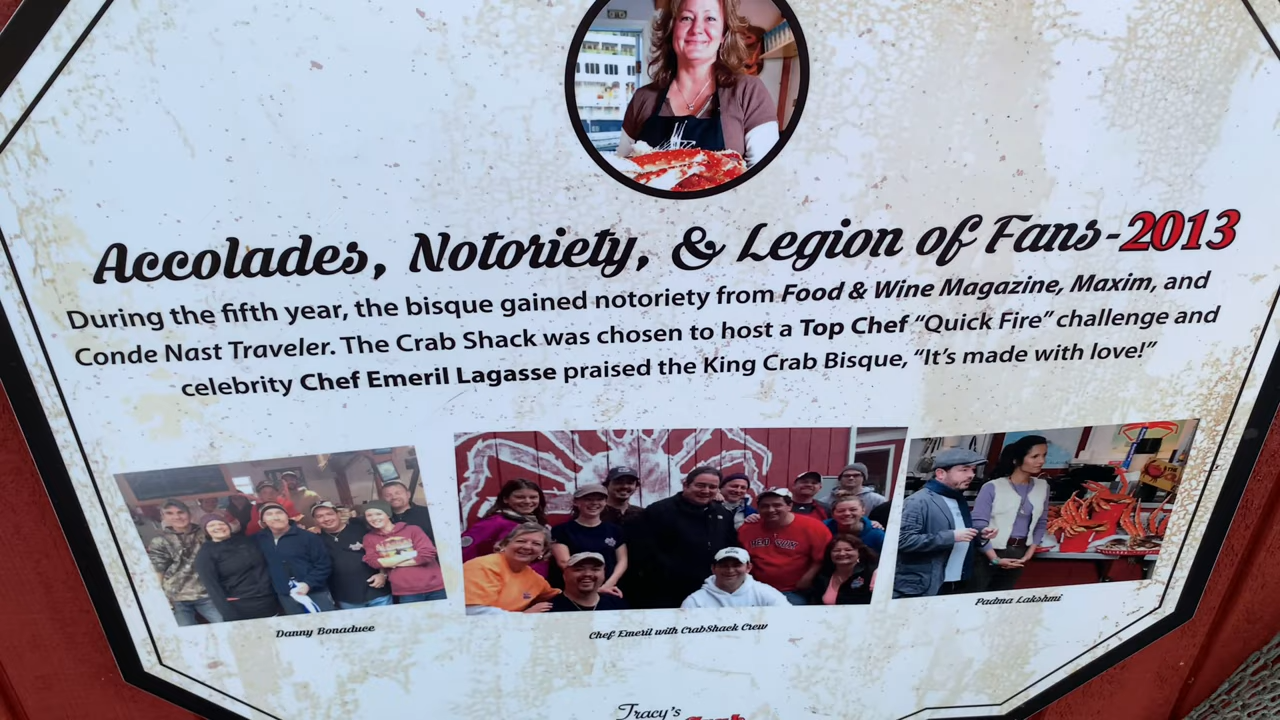 Accolades, Notoriety, & Legion of Fans-2013
During the fifth year, the bisque gained notoriety from Food & Wine Magazine, Maxim, and
Conde Nast Traveler. The Crab Shack was chosen to host a Top Chef “Quick Fire” challenge and
celebrity Chef Emeril Lagasse praised the King Crab Bisque, “It’s made with love!”
Danny Bonaduce
Chef Emeril with CrabShack Crew
Padma Lakshmi
Tracy's